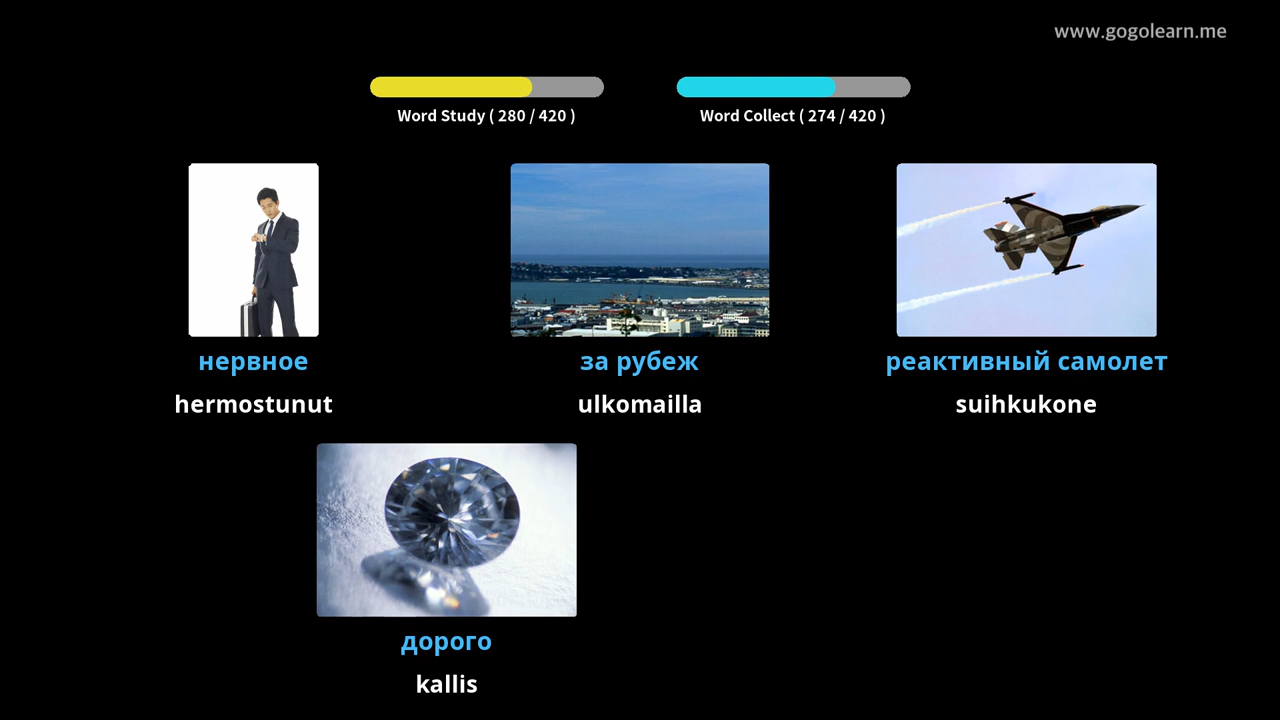 www.gogolearn.me
Word Study ( 280 / 420 )
Word Collect ( 274 / 420 )
нервное
за рубеж
реактивный самолет
hermostunut
ulkomailla
suihkukone
дорого
kallis